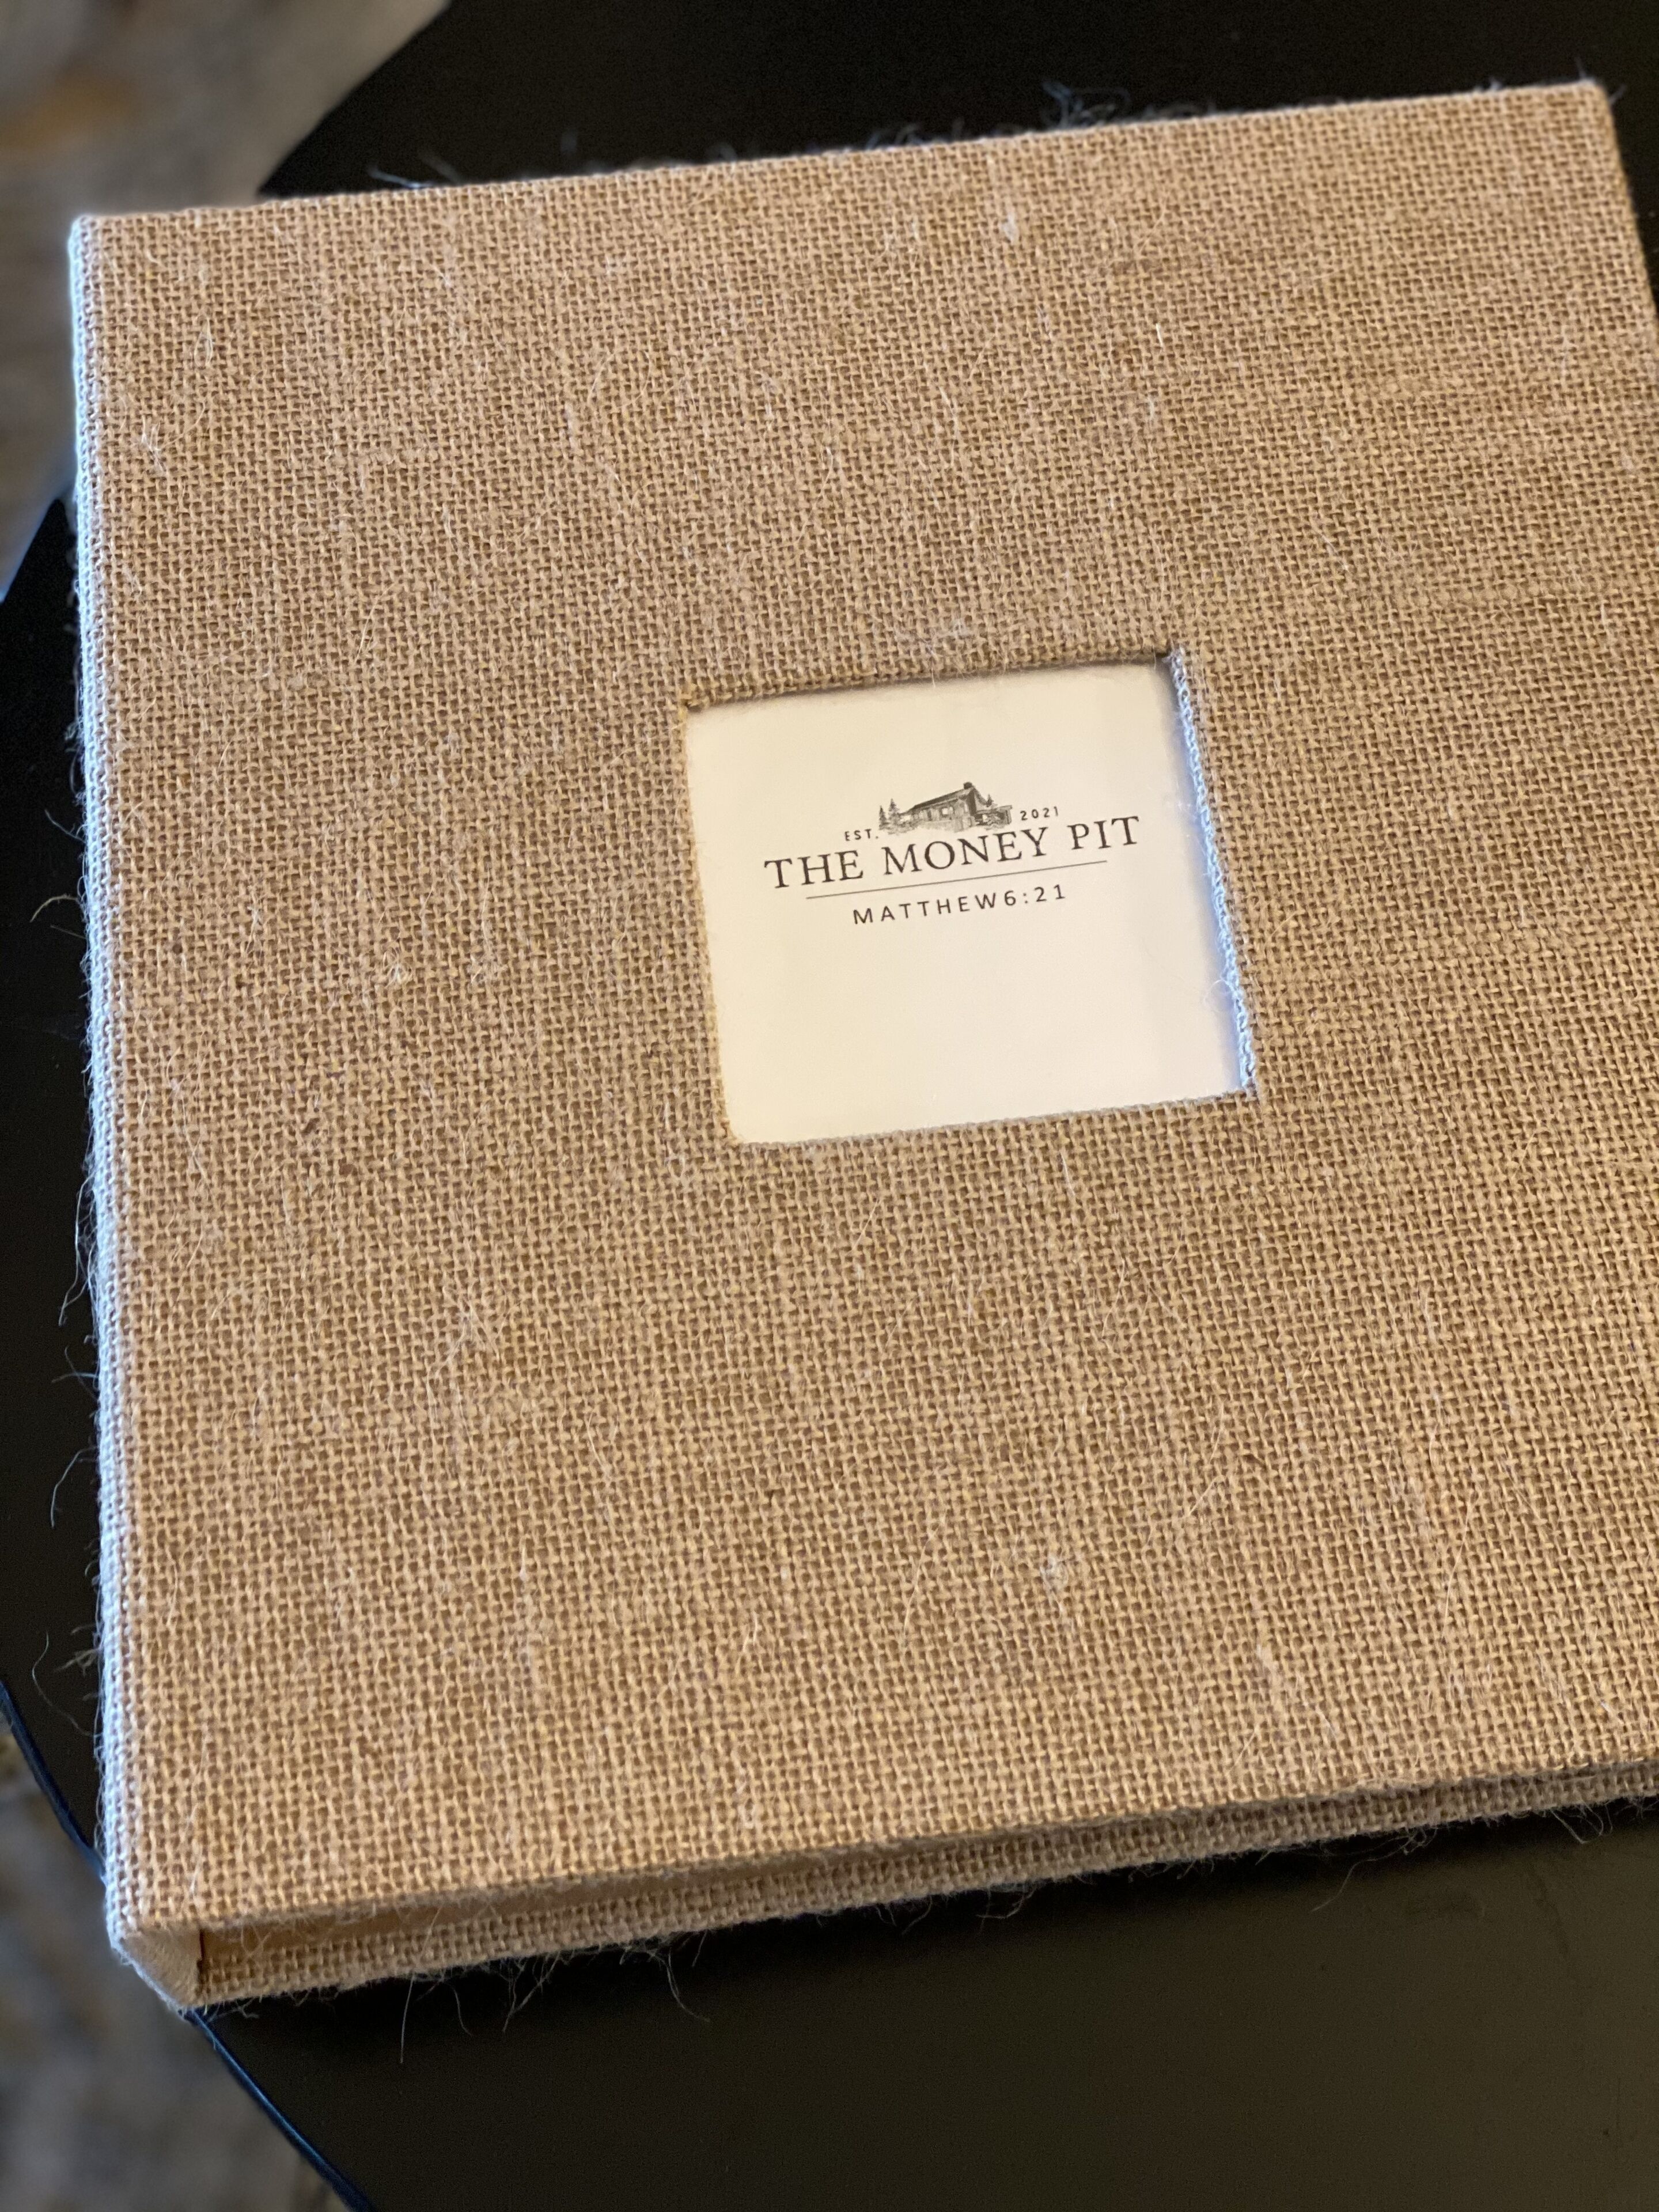 EST. 2021
THE MONEY PIT
MATTHEW6:21